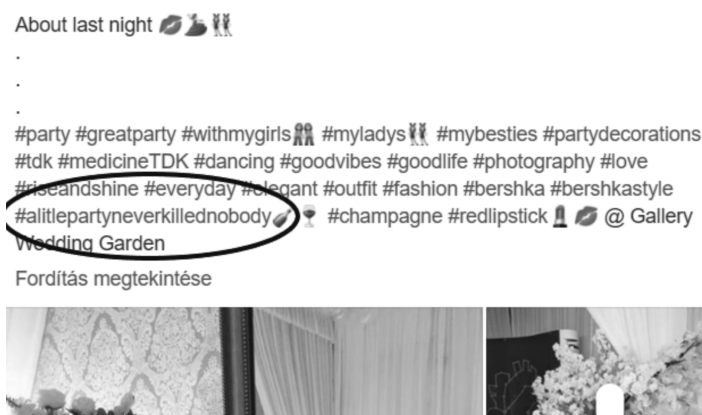 About last night 💋💃👯
.
.
.
#party #greatparty #withmygirls👭 #myladys👯 #mybesties #partydecorations
#tdk #medicineTDK #dancing #goodvibes #goodlife #photography #love
#riseandshine #everyday #elegant #outfit #fashion #bershka #bershkastyle
#alitlepartyneverkillednobody🍾🍷 #champagne #redlipstick💄💋 @ Gallery
Wedding Garden
Fordítás megtekintése